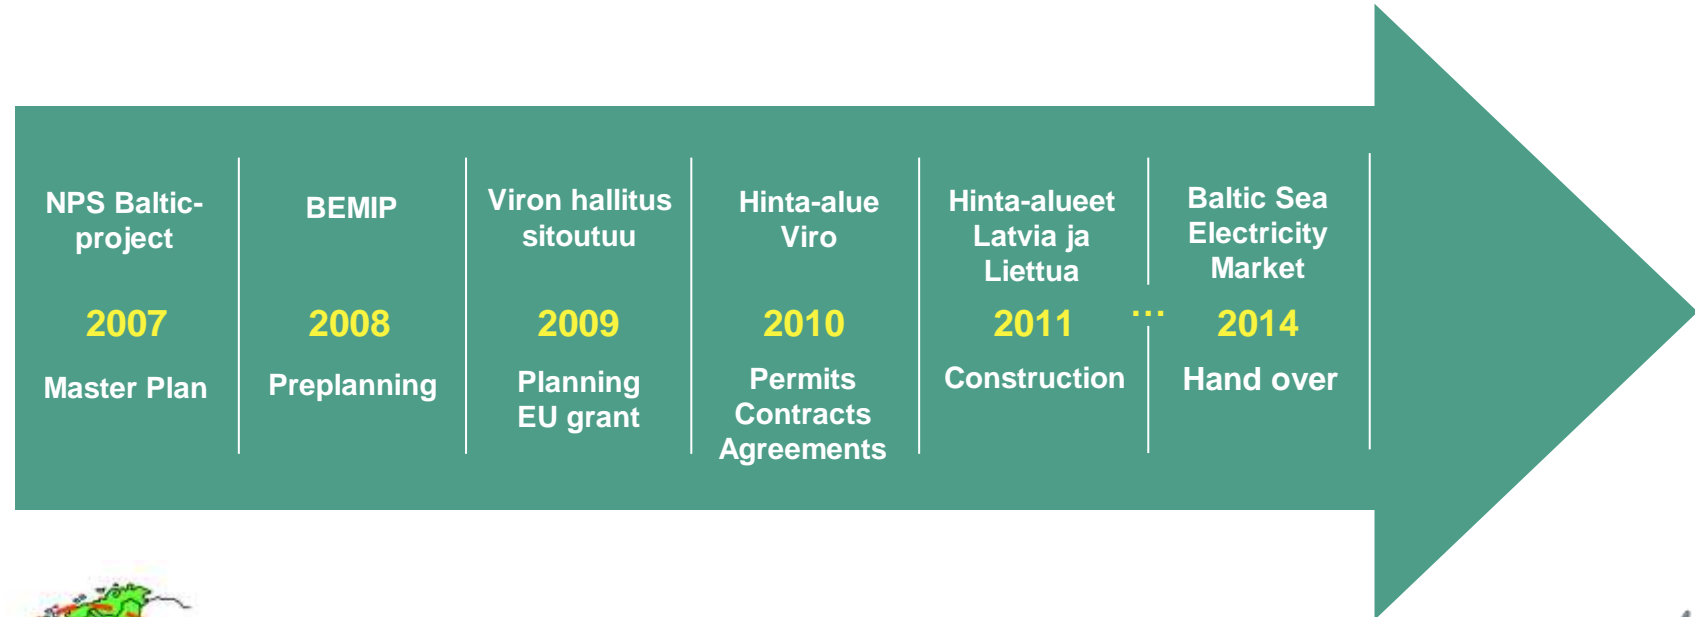 NPS Baltic-
project
2007
Master Plan
BEMIP
2008
Preplanning
Viron hallitus
sitoutuu
2009
Planning
EU grant
Hinta-alue
Viro
2010
Permits
Contracts
Agreements
Hinta-alueet
Latvia ja
Liettua
2011
Construction
...
Baltic Sea
Electricity
Market
2014
Hand over